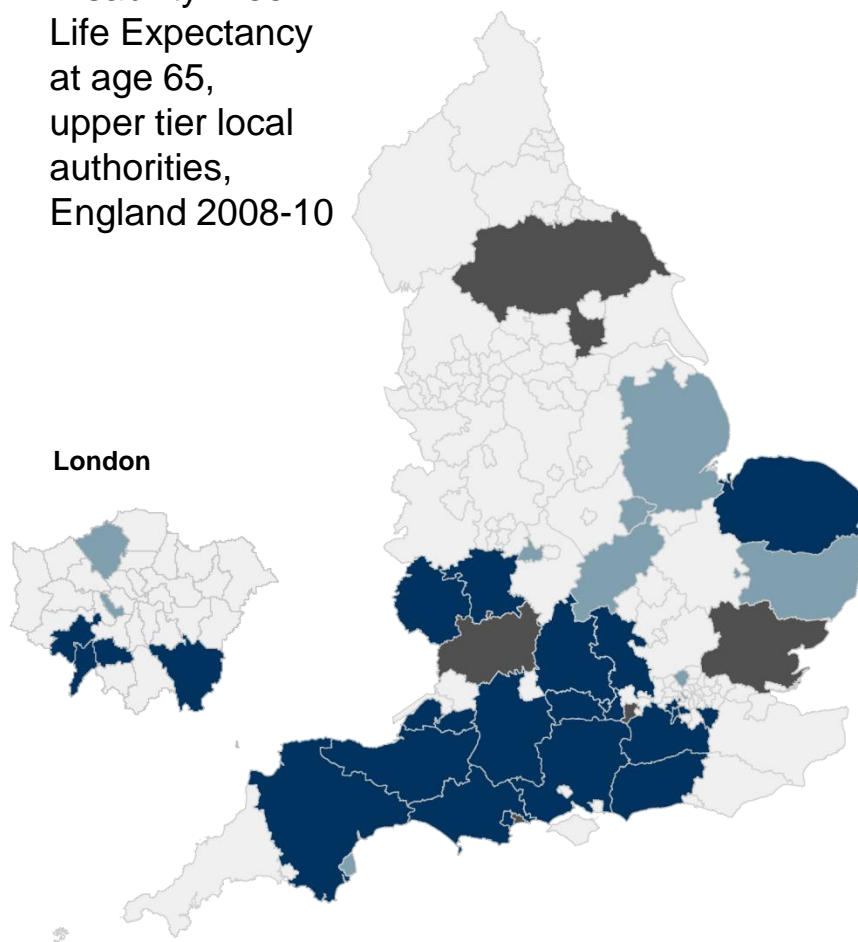 Life Expectancy
at age 65,
upper tier local
authorities,
England 2008-10
London